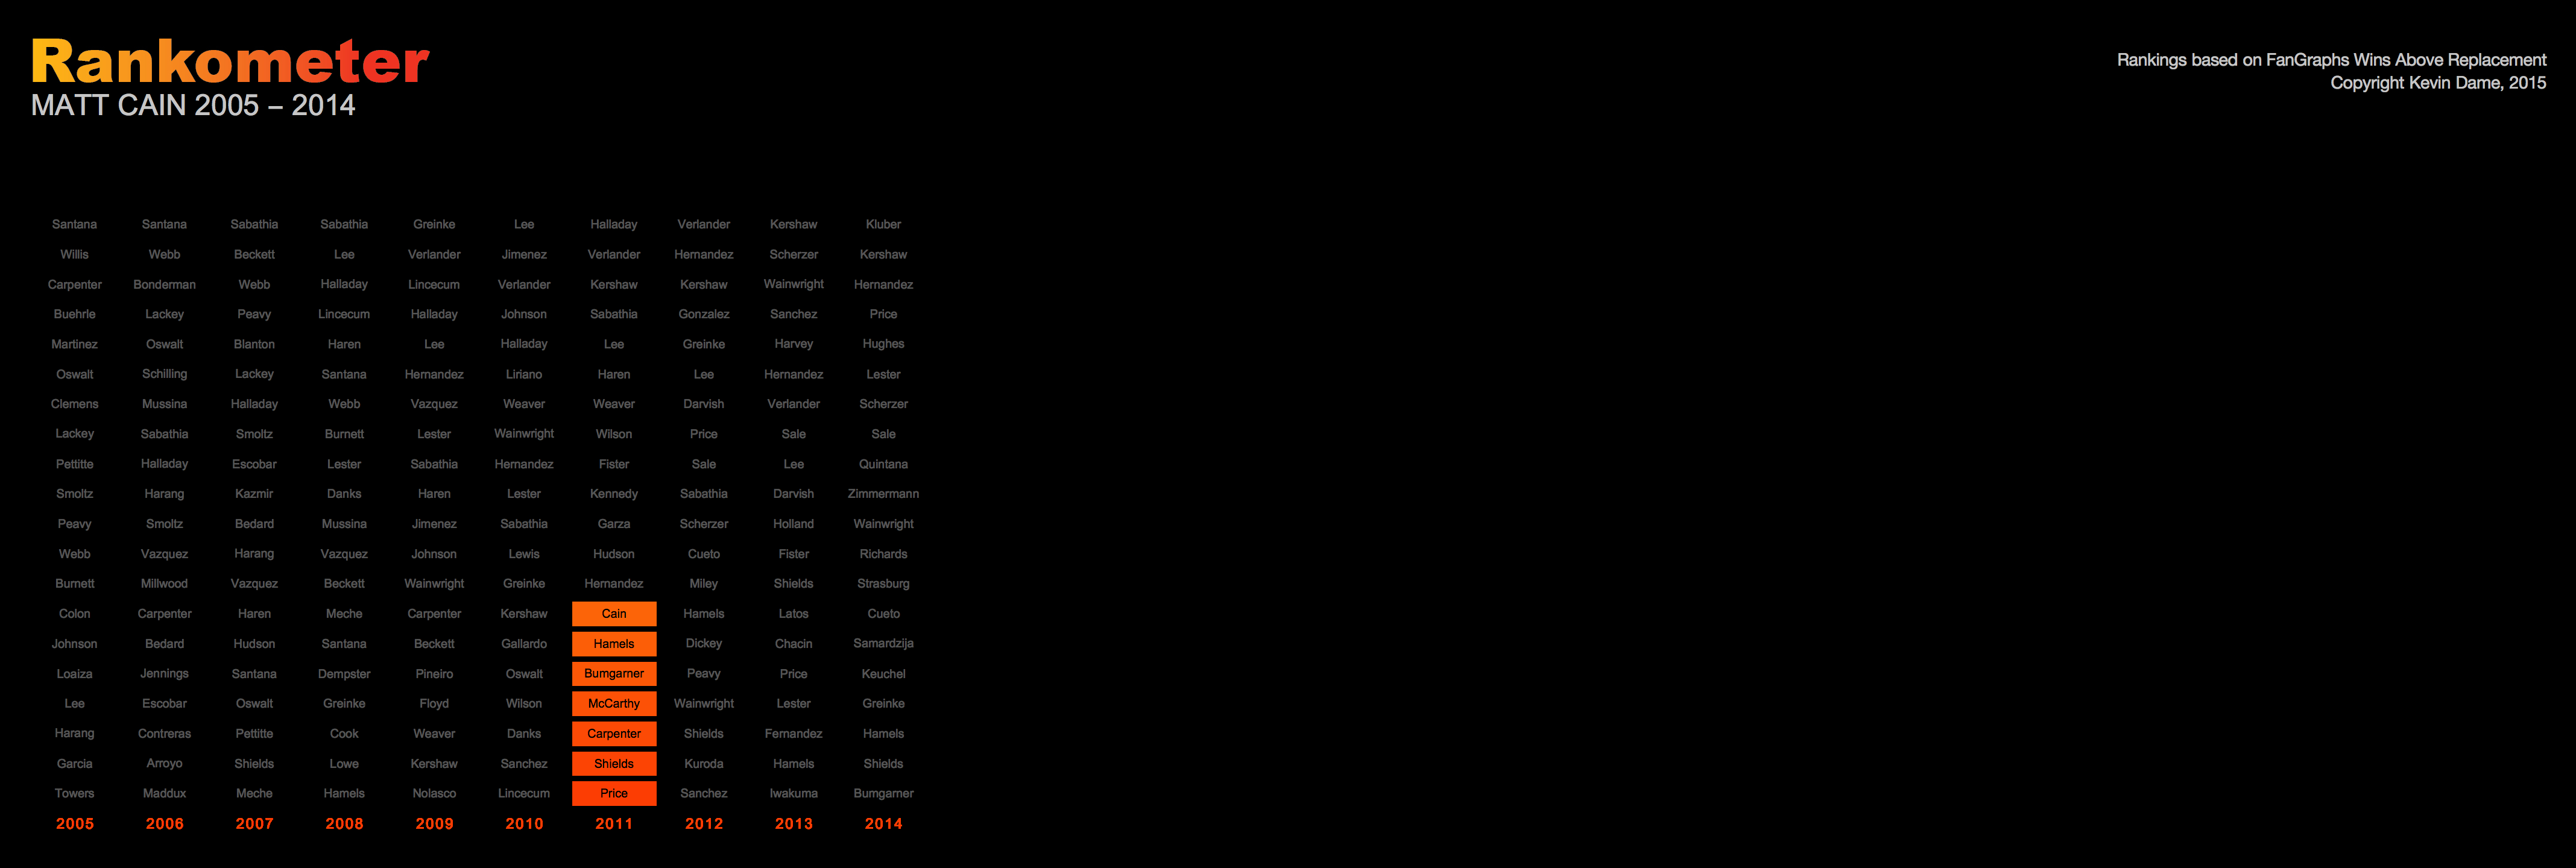 Rankometer
MATT CAIN 2005 – 2014
Rankings based on FanGraphs Wins Above Replacement
Copyright Kevin Dame, 2015
Santana Santana Sabathia Sabathia Greinke Lee Halladay Verlander Kershaw Kluber
Willis Webb Beckett Lee Verlander Jimenez Verlander Hernandez Scherzer Kershaw
Carpenter Bonderman Webb Halladay Lincecum Verlander Kershaw Kershaw Wainwright Hernandez
Buehrle Lackey Peavy Lincecum Halladay Johnson Sabathia Gonzalez Sanchez Price
Martinez Oswalt Blanton Haren Lee Halladay Lee Greinke Harvey Hughes
Oswalt Schilling Lackey Santana Hernandez Liriano Haren Lee Hernandez Lester
Clemens Mussina Halladay Webb Vazquez Weaver Weaver Darvish Verlander Scherzer
Lackey Sabathia Smoltz Burnett Lester Wainwright Wilson Price Sale Sale
Pettitte Halladay Escobar Lester Sabathia Hernandez Fister Sale Lee Quintana
Smoltz Harang Kazmir Danks Haren Lester Kennedy Sabathia Darvish Zimmermann
Peavy Smoltz Bedard Mussina Jimenez Sabathia Garza Scherzer Holland Wainwright
Webb Vazquez Harang Vazquez Johnson Lewis Hudson Cueto Fister Richards
Burnett Millwood Vazquez Beckett Wainwright Greinke Hernandez Miley Shields Strasburg
Colon Carpenter Haren Meche Carpenter Kershaw Cain Hamels Latos Cueto
Johnson Bedard Hudson Santana Beckett Gallardo Hamels Dickey Chacin Samardzija
Loaiza Jennings Santana Dempster Pineiro Oswalt Bumgarner Peavy Price Keuchel
Lee Escobar Oswalt Greinke Floyd Wilson McCarthy Wainwright Lester Greinke
Harang Contreras Pettitte Cook Weaver Danks Carpenter Shields Fernandez Hamels
Garcia Arroyo Shields Lowe Kershaw Sanchez Shields Kuroda Hamels Shields
Towers Maddux Meche Hamels Nolasco Lincecum Price Sanchez Iwakuma Bumgarner
2005 2006 2007 2008 2009 2010 2011 2012 2013 2014